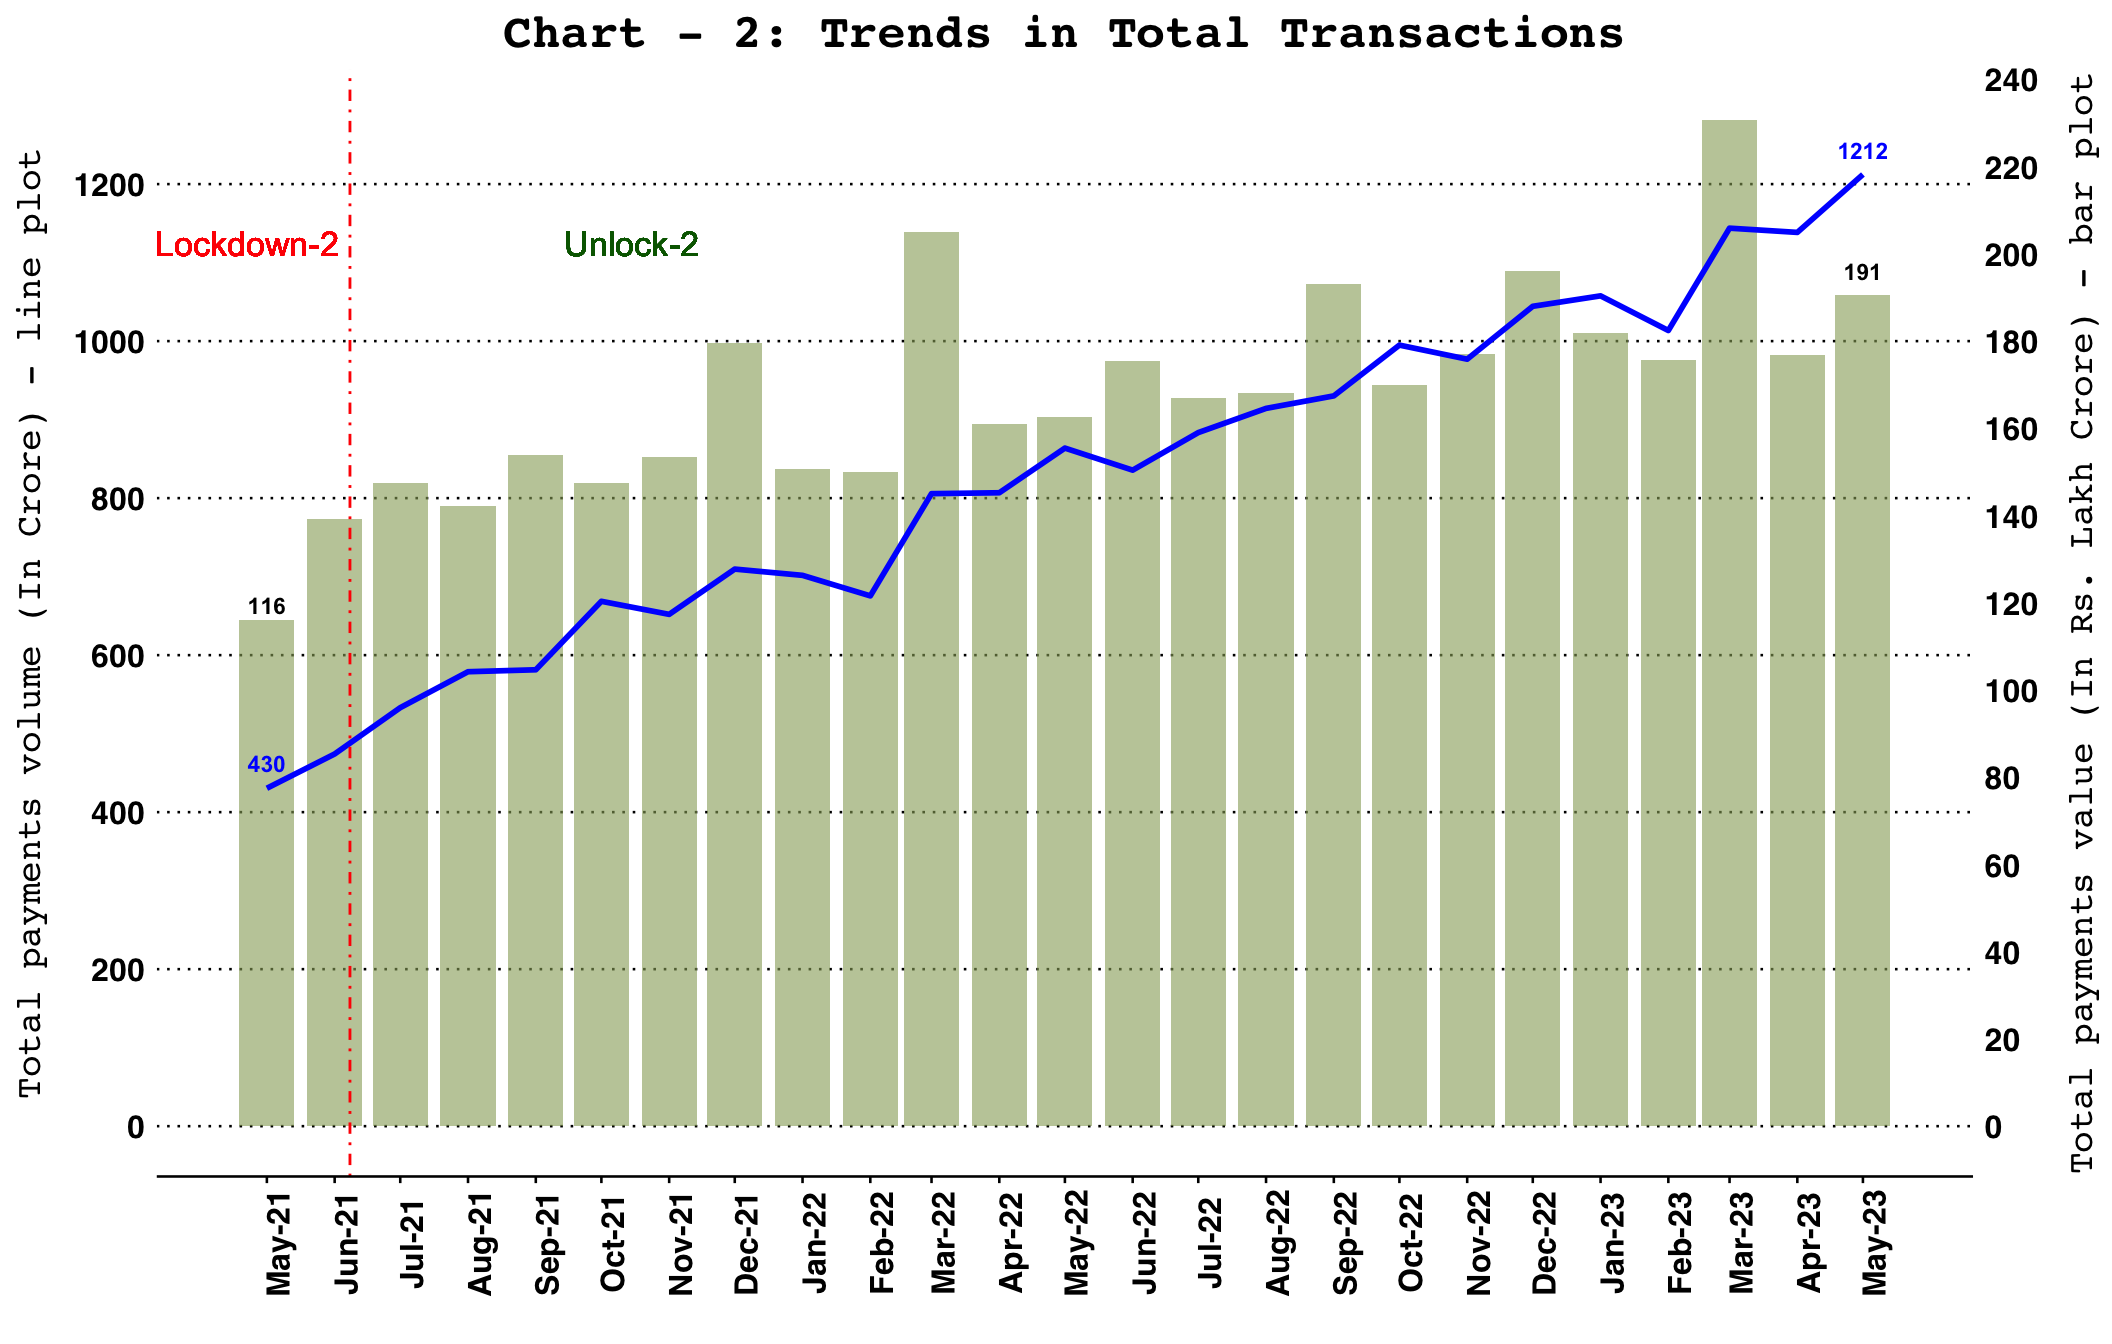 Chart - 2: Trends in Total Transactions
Total payments volume (In Crore) - line plot
1200
1000
800
600
400
200
0
Lockdown-2
Unlock-2
116
430
1212
191
240
220
200
180
160
140
120
100
80
60
40
20
0
Total payments value (In Rs. Lakh Crore) - bar plot
May-21
Jun-21
Jul-21
Aug-21
Sep-21
Oct-21
Nov-21
Dec-21
Jan-22
Feb-22
Mar-22
Apr-22
May-22
Jun-22
Jul-22
Aug-22
Sep-22
Oct-22
Nov-22
Dec-22
Jan-23
Feb-23
Mar-23
Apr-23
May-23